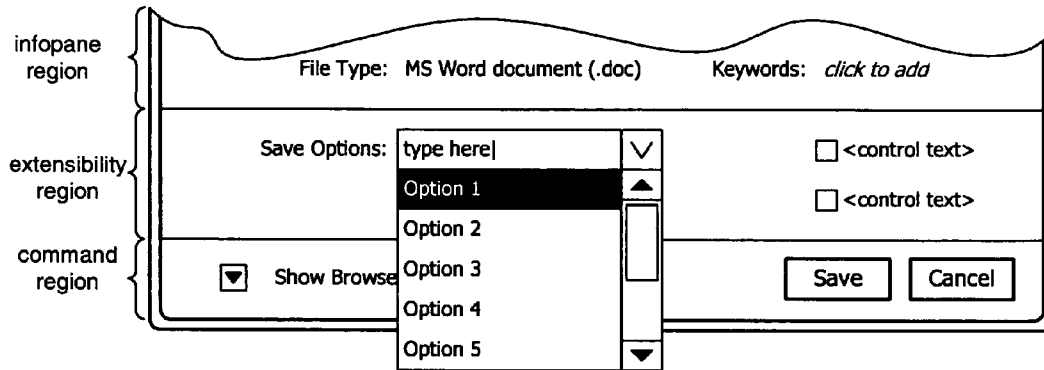 infopane
region
File Type: MS Word document (.doc) Keywords: click to add
extensibility
region
Save Options: type here
<control text>
<control text>
Option 1
Option 2
Option 3
Option 4
Option 5
command
region
Show Browse
Save Cancel